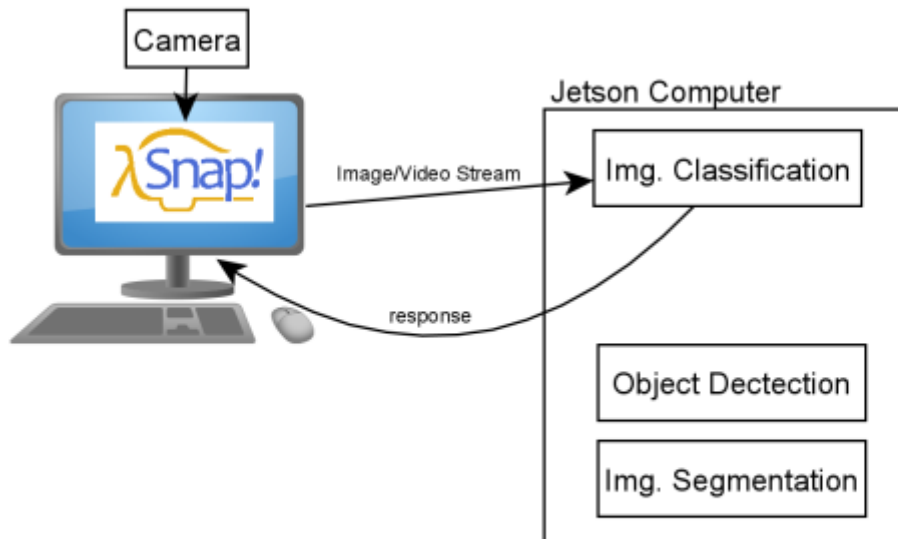 Camera
λSnap!
Jetson Computer
Image/Video Stream
Img. Classification
response
Object Dectection
Img. Segmentation